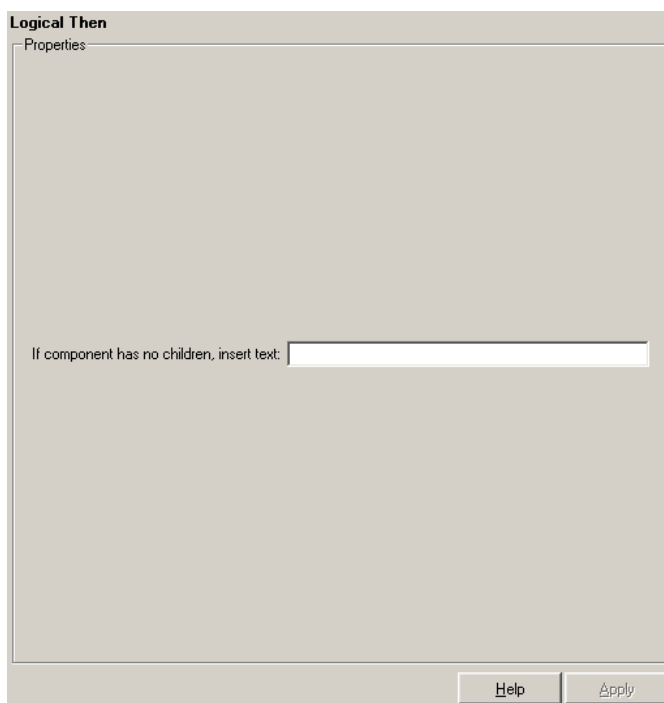 Logical Then
Properties
If component has no children, insert text:
Help
Apply